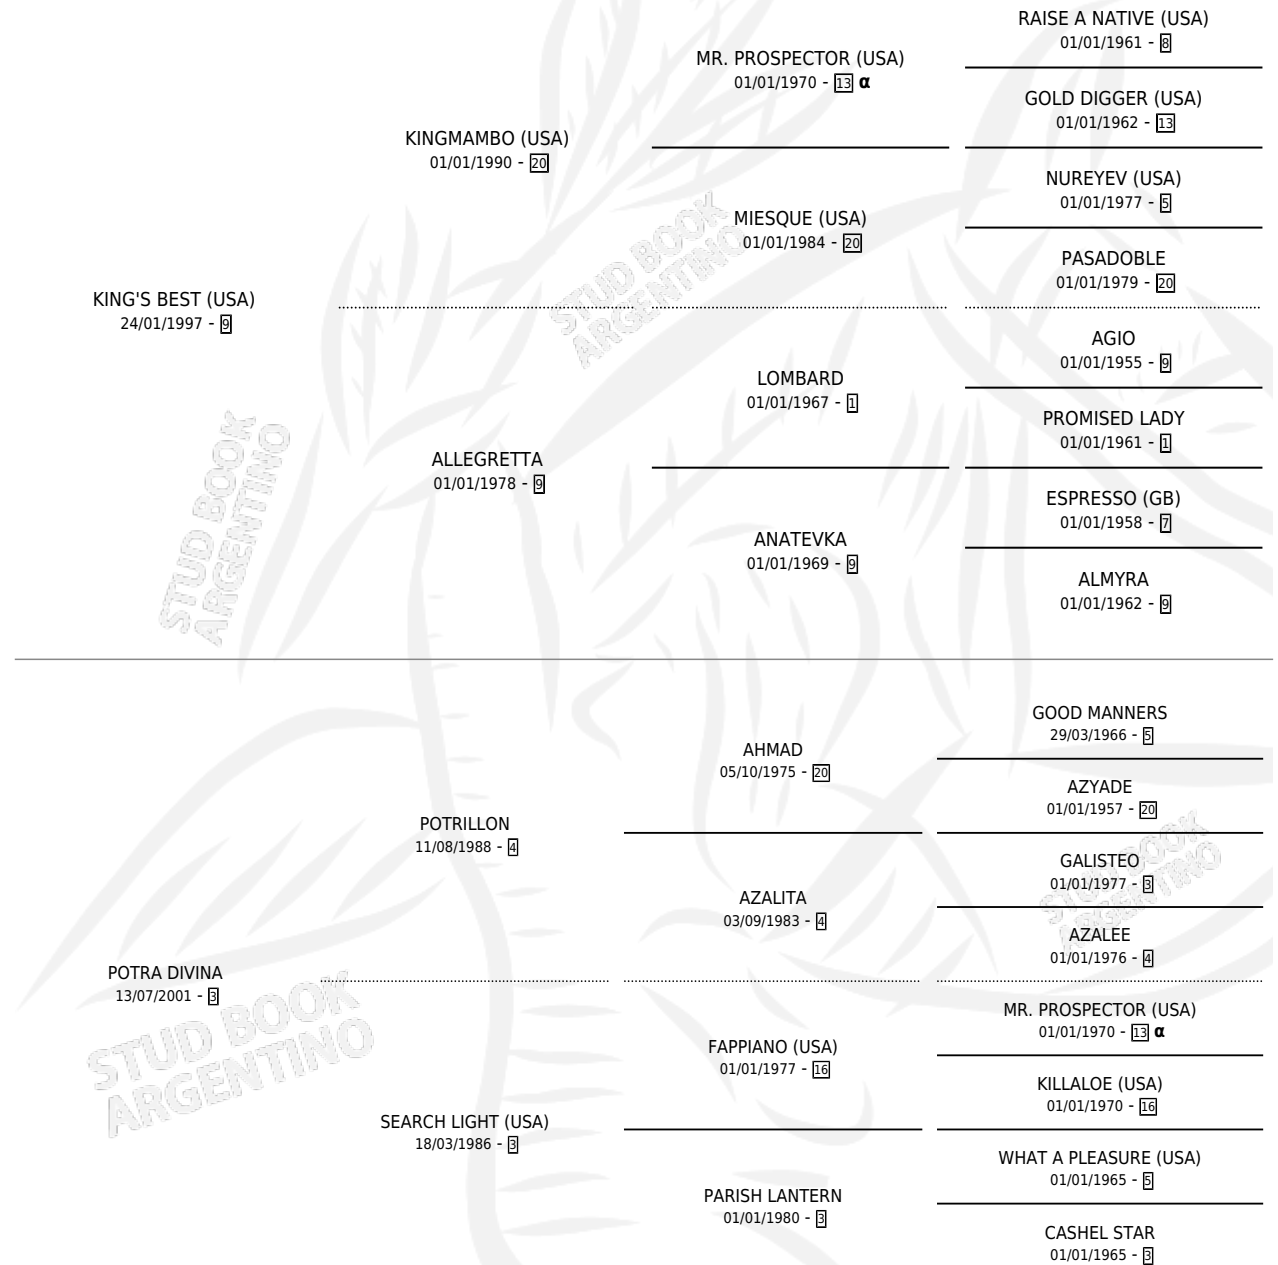 RAISE A NATIVE (USA)
01/01/1961 - 8
MR. PROSPECTOR (USA)
01/01/1970 - 13 α
GOLD DIGGER (USA)
01/01/1962 - 13
KINGMAMBO (USA)
01/01/1990 - 20
NUREYEV (USA)
01/01/1977 - 5
MIESQUE (USA)
01/01/1984 - 20
PASADOBLE
01/01/1979 - 20
KING'S BEST (USA)
24/01/1997 - 9
AGIO
01/01/1955 - 9
LOMBARD
01/01/1967 - 1
PROMISED LADY
01/01/1961 - 1
ALLEGRETTA
01/01/1978 - 9
ESPRESSO (GB)
01/01/1958 - 7
ANATEVKA
01/01/1969 - 9
ALMYRA
01/01/1962 - 9
GOOD MANNERS
29/03/1966 - 5
AHMAD
05/10/1975 - 20
AZYADE
01/01/1957 - 20
POTRILLON
11/08/1988 - 4
GALISTEO
01/01/1977 - 3
AZALITA
03/09/1983 - 4
AZALEE
01/01/1976 - 4
POTRA DIVINA
13/07/2001 - 3
MR. PROSPECTOR (USA)
01/01/1970 - 13 α
FAPPIANO (USA)
01/01/1977 - 16
KILLALOE (USA)
01/01/1970 - 16
SEARCH LIGHT (USA)
18/03/1986 - 3
WHAT A PLEASURE (USA)
01/01/1965 - 5
PARISH LANTERN
01/01/1980 - 3
CASHEL STAR
01/01/1965 - 3
STUD BOOK
ARGENTINO
STUD BOOK
ARGENTINO
STUD BOOK
ARGENTINO
STUD BOOK
ARGENTINO